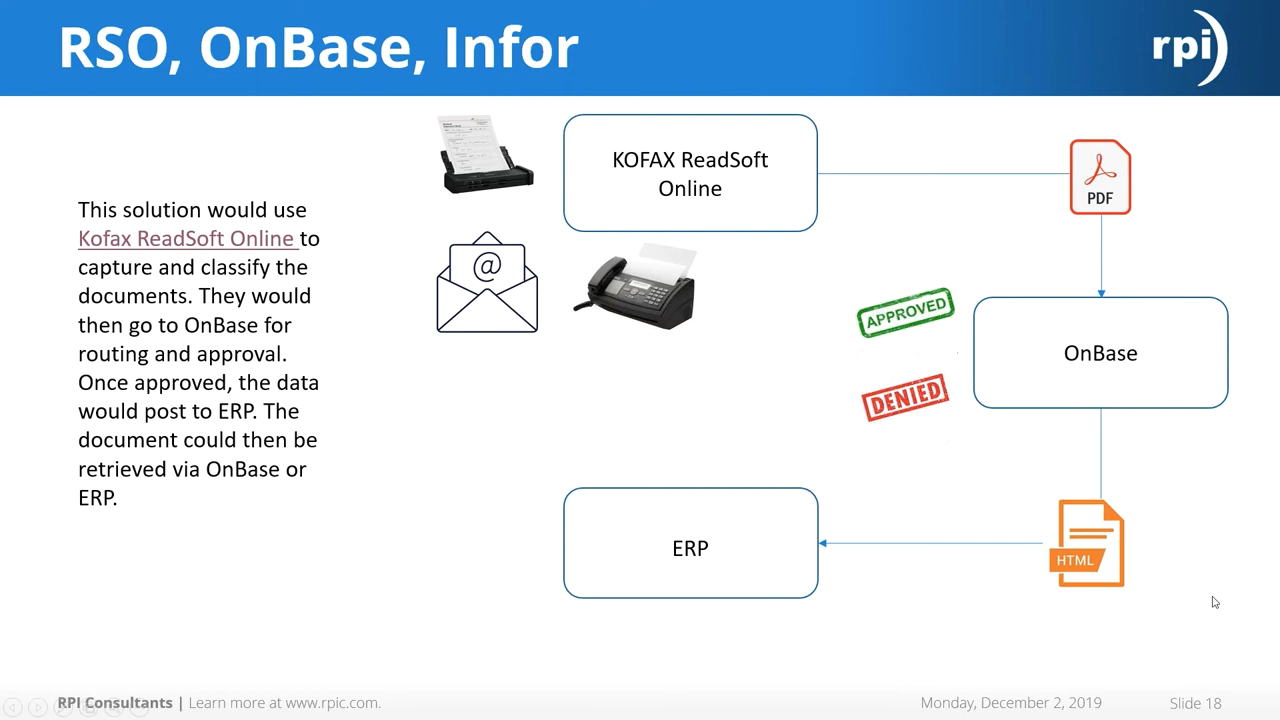 RSO, OnBase, Infor
rpi
This solution would use
Kofax ReadSoft Online to
capture and classify the
documents. They would
then go to OnBase for
routing and approval.
Once approved, the data
would post to ERP. The
document could then be
retrieved via OnBase or
ERP.
KOFAX ReadSoft
Online
PDF
@
APPROVED
DENIED
OnBase
ERP
HTML
RPI Consultants | Learn more at www.rpic.com.
Monday, December 2, 2019
Slide 18